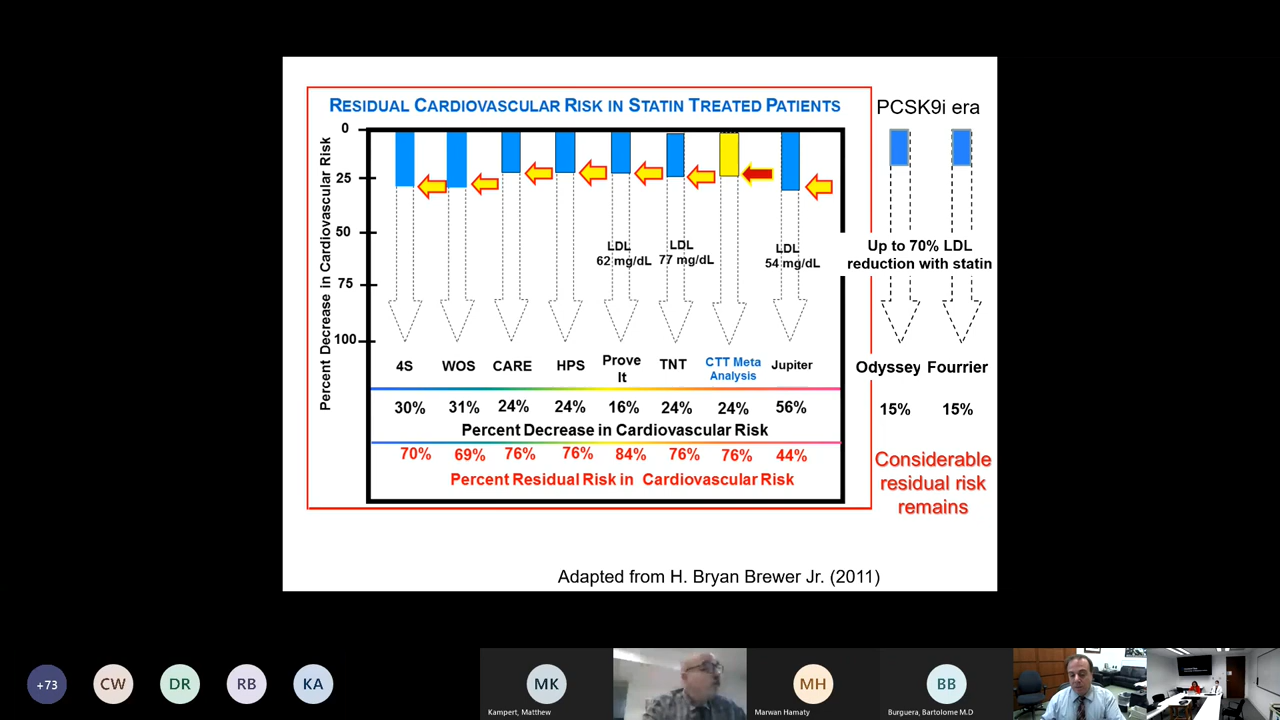 RESIDUAL CARDIOVASCULAR RISK IN STATIN TREATED PATIENTS
PCSK9i era
Percent Decrease in Cardiovascular Risk
0
25
50
75
100
LDL
62 mg/dL
LDL
77 mg/dL
LDL
54 mg/dL
Up to 70% LDL
reduction with statin
4S WOS CARE HPS Prove It TNT CTT Meta Analysis Jupiter Odyssey Fourrier
30% 31% 24% 24% 16% 24% 24% 56% 15% 15%
Percent Decrease in Cardiovascular Risk
70% 69% 76% 76% 84% 76% 76% 44%
Percent Residual Risk in Cardiovascular Risk
Considerable
residual risk
remains
Adapted from H. Bryan Brewer Jr. (2011)
+73 CW DR RB KA MK MH BB
Kampert, Matthew
Marwan Hamaty
Burguera, Bartolome M.D